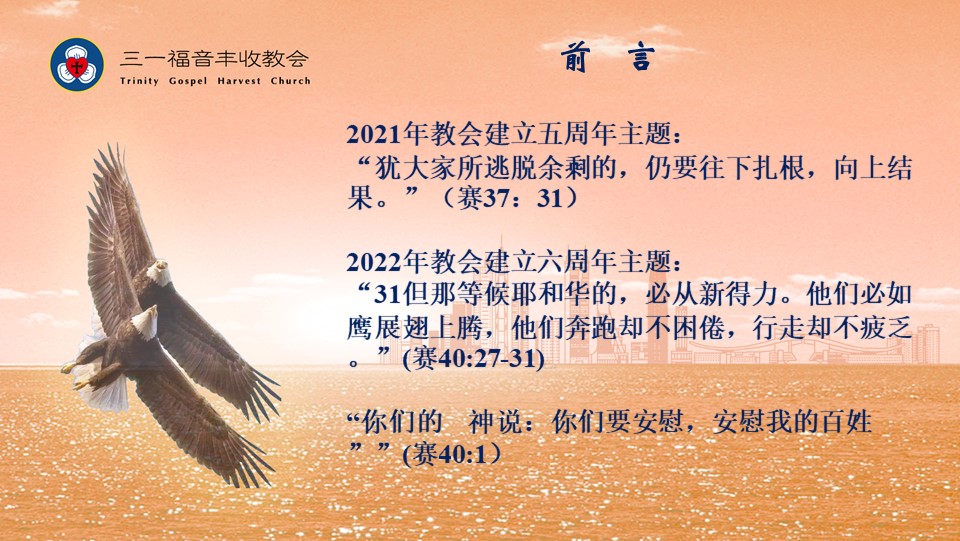 三一福音丰收教会
Trinity Gospel Harvest Church
前 言
2021年教会建立五周年主题：
“犹大家所逃脱余剩的，仍要往下扎根，向上结
果。”（赛37：31）
2022年教会建立六周年主题：
“31但那等候耶和华的，必从新得力。他们必如
鹰展翅上腾，他们奔跑却不困倦，行走却不疲乏
。” (赛40:27-31)
“你们的　神说：你们要安慰，安慰我的百姓
””(赛40:1）